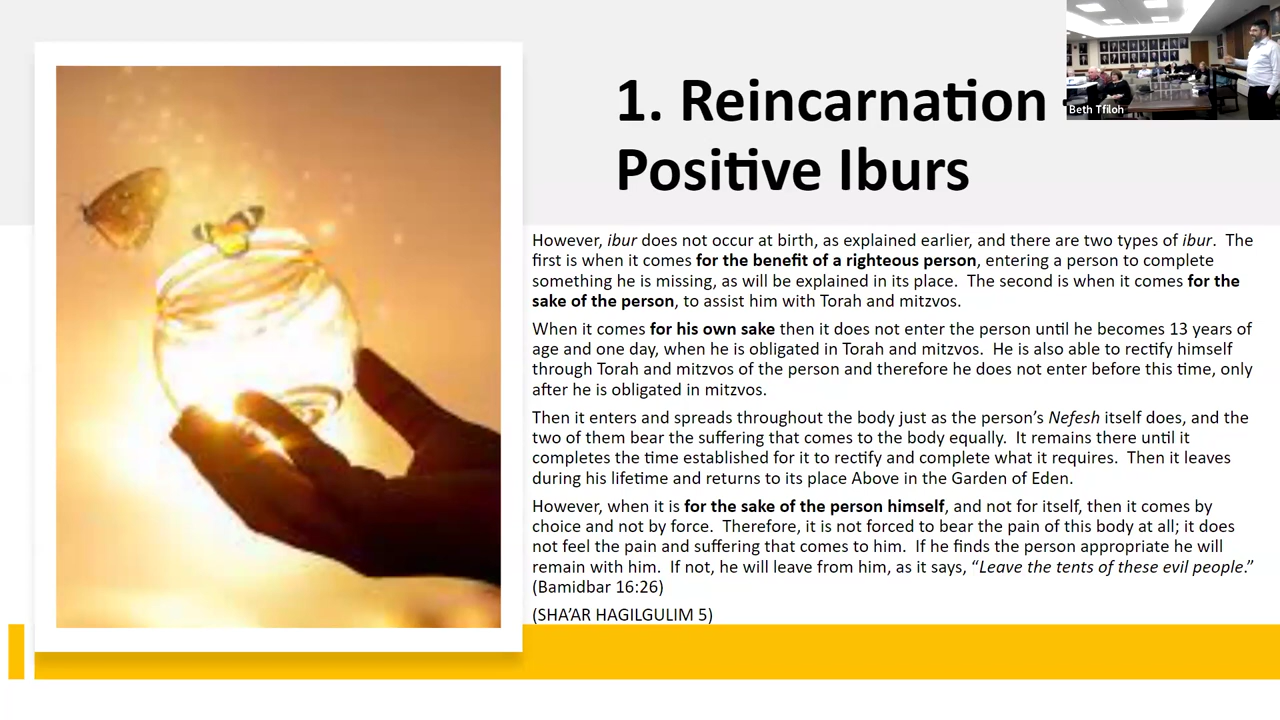 1. Reincarnation
Positive Iburs
Beth Tfiloh
However, ibur does not occur at birth, as explained earlier, and there are two types of ibur.  The
first is when it comes for the benefit of a righteous person, entering a person to complete
something he is missing, as will be explained in its place.  The second is when it comes for the
sake of the person, to assist him with Torah and mitzvos.
When it comes for his own sake then it does not enter the person until he becomes 13 years of
age and one day, when he is obligated in Torah and mitzvos.  He is also able to rectify himself
through Torah and mitzvos of the person and therefore he does not enter before this time, only
after he is obligated in mitzvos.
Then it enters and spreads throughout the body just as the person’s Nefesh itself does, and the
two of them bear the suffering that comes to the body equally.  It remains there until it
completes the time established for it to rectify and complete what it requires.  Then it leaves
during his lifetime and returns to its place Above in the Garden of Eden.
However, when it is for the sake of the person himself, and not for itself, then it comes by
choice and not by force.  Therefore, it is not forced to bear the pain of this body at all; it does
not feel the pain and suffering that comes to him.  If he finds the person appropriate he will
remain with him.  If not, he will leave from him, as it says, “Leave the tents of these evil people.”
(Bamidbar 16:26)
(SHA’AR HAGILGULIM 5)